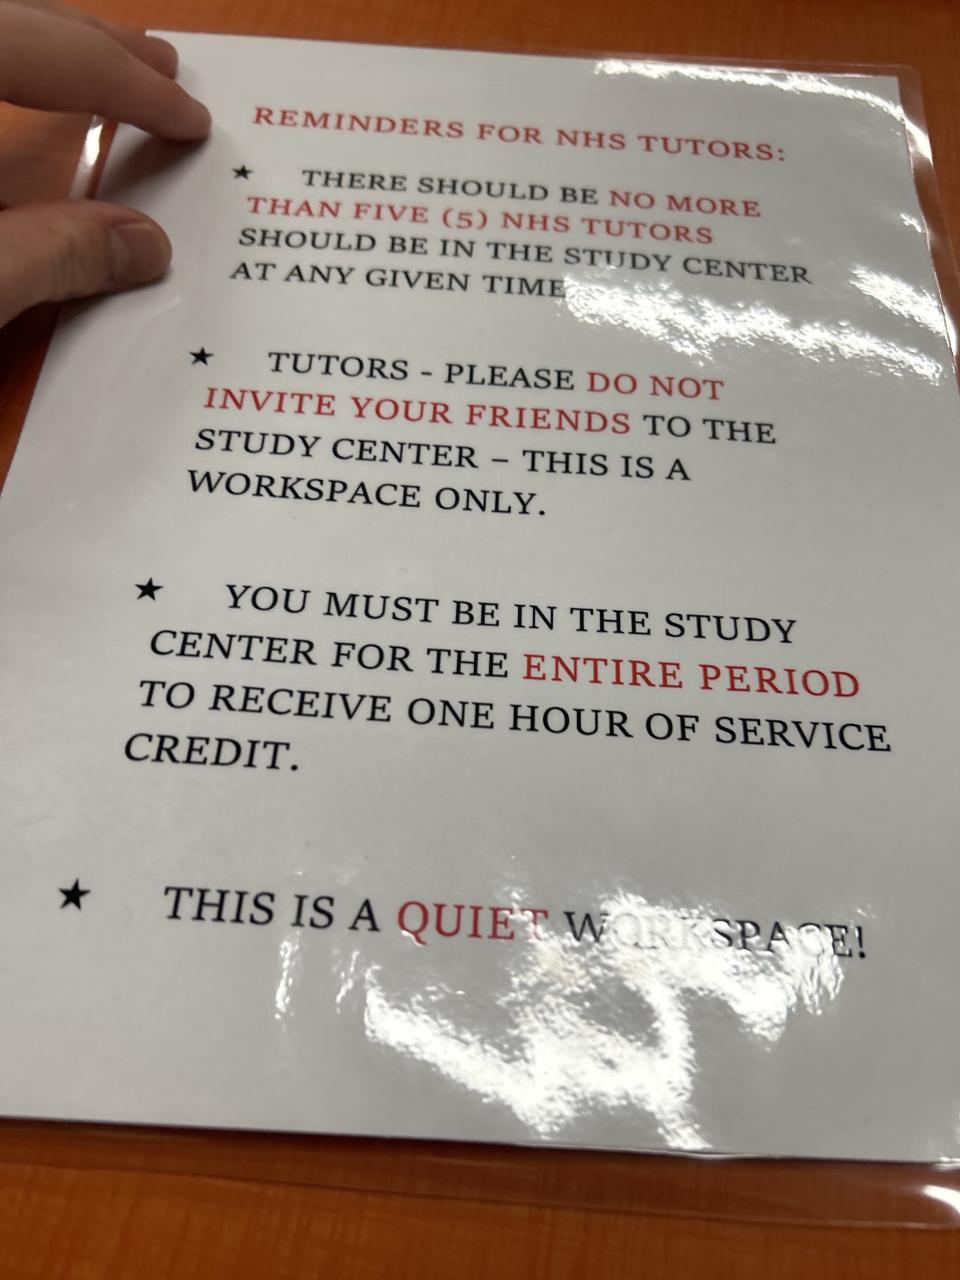 REMINDERS FOR NHS TUTORS:
★ THERE SHOULD BE NO MORE
THAN FIVE (5) NHS TUTORS
SHOULD BE IN THE STUDY CENTER
AT ANY GIVEN TIME
★ TUTORS - PLEASE DO NOT
INVITE YOUR FRIENDS TO THE
STUDY CENTER – THIS IS A
WORKSPACE ONLY.
★ YOU MUST BE IN THE STUDY
CENTER FOR THE ENTIRE PERIOD
TO RECEIVE ONE HOUR OF SERVICE
CREDIT.
★ THIS IS A QUIET WORKSPACE!